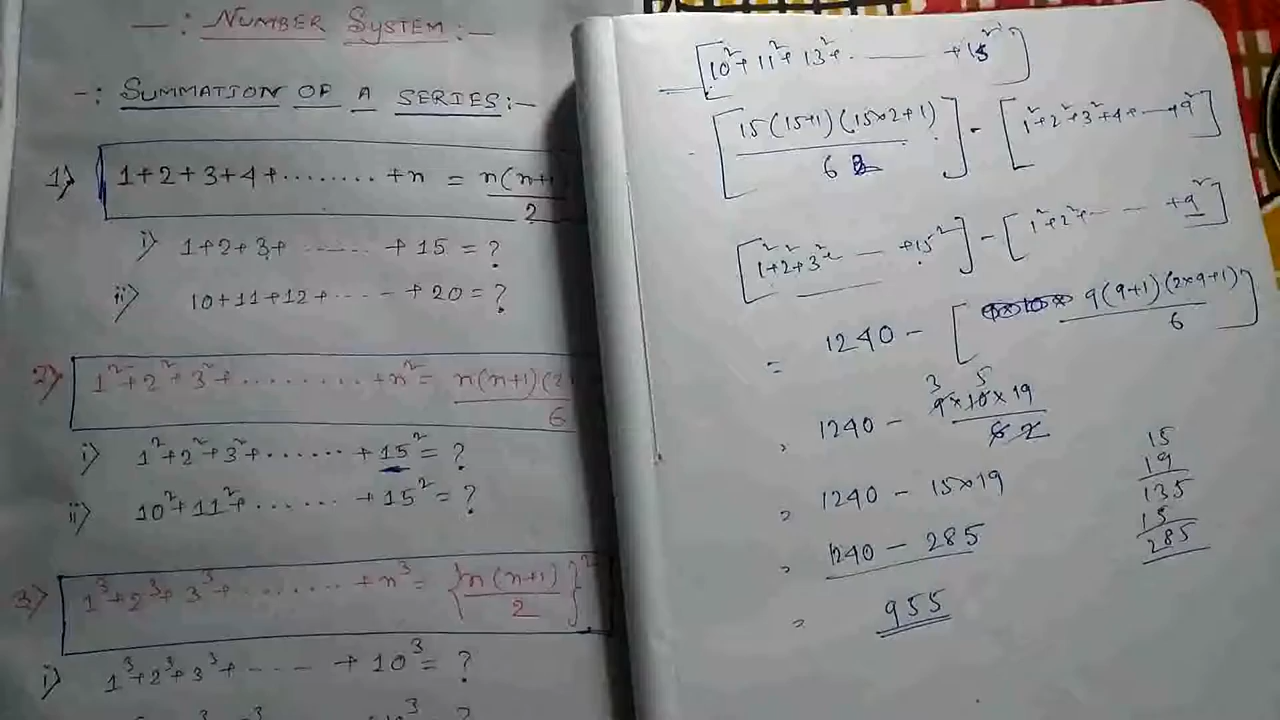 —: NUMBER SYSTEM:—
-: SUMMATION OF A SERIES:-
1) 1+2+3+4+........ +n = n(n+1 / 2
i) 1+2+3+ ...... +15 = ?
ii) 10+11+12+..... +20 = ?
2) 1²+2²+3²+......... +n² = n(n+1)(2 / 6
i) 1²+2²+3²+...... +15² = ?
ii) 10²+11²+....... +15² = ?
3) 1³+2³+3³+....... +n³ = {n(n+1)/2}²
i) 1³+2³+3³+---- +10³ = ?
[10²+11²+13²+. —— +15²]
[15(15+1)(15×2+1) / 6] - [1²+2²+3²+4+--+9²]
[1²+2²+3² --- +15²] - [1²+2²+--- +9²]
= 1240 - [9(9+1)(2×9+1) / 6]
, 1240 - 9×10×19 / 6 2
3 5
, 1240 - 15×19
, 1240 - 285
= 955
15
19
135
15
285